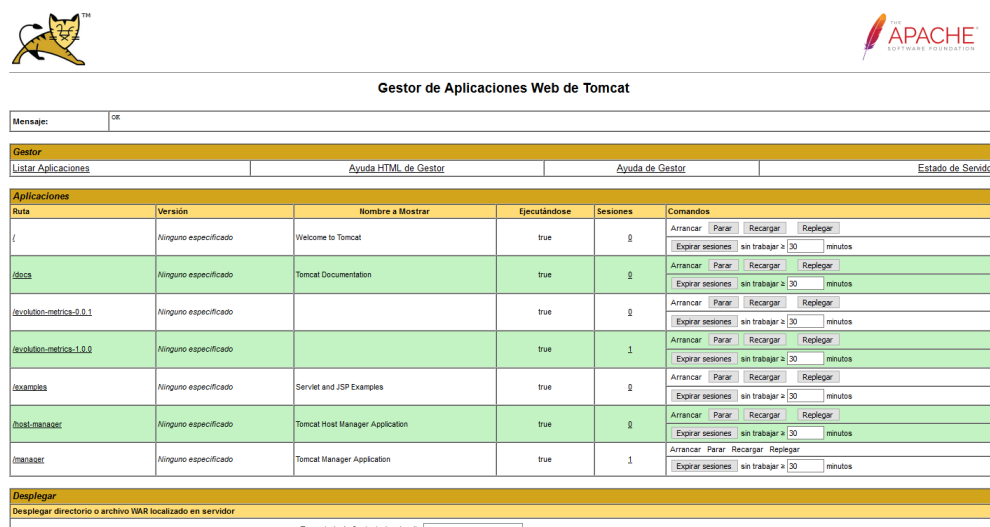 TM
THE
APACHE
SOFTWARE FOUNDATION
Gestor de Aplicaciones Web de Tomcat
Mensaje: OK
Gestor
Listar Aplicaciones Ayuda HTML de Gestor Ayuda de Gestor Estado de Servido
Aplicaciones
Ruta Versión Nombre a Mostrar Ejecutándose Sesiones Comandos
/ Ninguno especificado Welcome to Tomcat true 0 Arrancar Parar Recargar Replegar
Expirar sesiones sin trabajar ≥ 30 minutos
/docs Ninguno especificado Tomcat Documentation true 0 Arrancar Parar Recargar Replegar
Expirar sesiones sin trabajar ≥ 30 minutos
/evolution-metrics-0.0.1 Ninguno especificado true 0 Arrancar Parar Recargar Replegar
Expirar sesiones sin trabajar ≥ 30 minutos
/evolution-metrics-1.0.0 Ninguno especificado true 1 Arrancar Parar Recargar Replegar
Expirar sesiones sin trabajar ≥ 30 minutos
/examples Ninguno especificado Servlet and JSP Examples true 0 Arrancar Parar Recargar Replegar
Expirar sesiones sin trabajar ≥ 30 minutos
/host-manager Ninguno especificado Tomcat Host Manager Application true 0 Arrancar Parar Recargar Replegar
Expirar sesiones sin trabajar ≥ 30 minutos
/manager Ninguno especificado Tomcat Manager Application true 1 Arrancar Parar Recargar Replegar
Expirar sesiones sin trabajar ≥ 30 minutos
Desplegar
Desplegar directorio o archivo WAR localizado en servidor